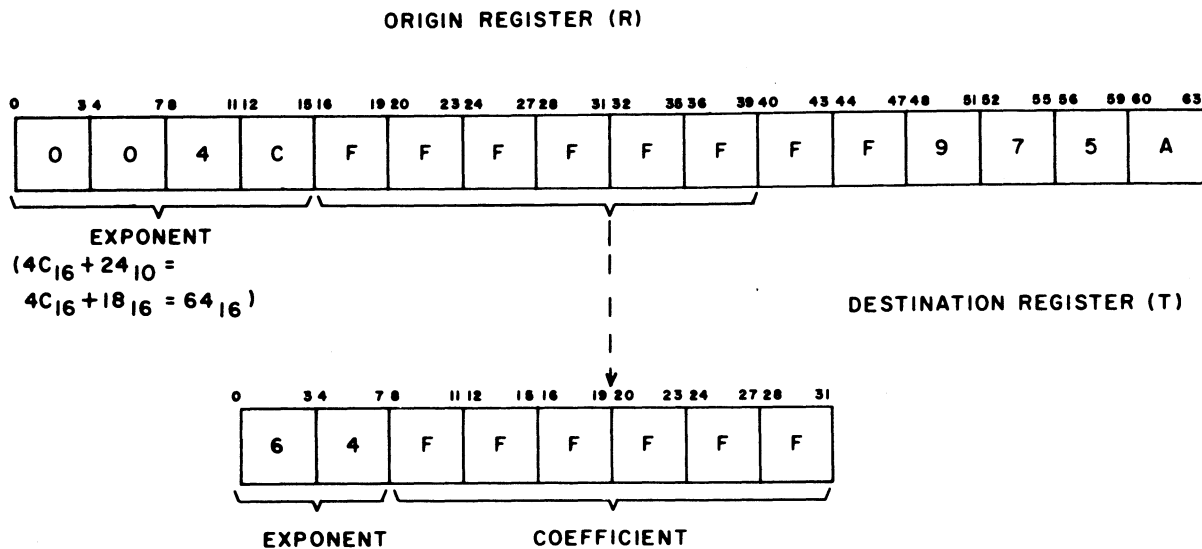 ORIGIN REGISTER (R)
0 3 4 7 8 11 12 15 16 19 20 23 24 27 28 31 32 35 36 39 40 43 44 47 48 51 52 55 56 59 60 63
0 0 4 C F F F F F F F F 9 7 5 A
EXPONENT
(4C16 + 2410 =
4C16 + 1816 = 6416)
DESTINATION REGISTER (T)
0 3 4 7 8 11 12 15 16 19 20 23 24 27 28 31
6 4 F F F F F F
EXPONENT COEFFICIENT